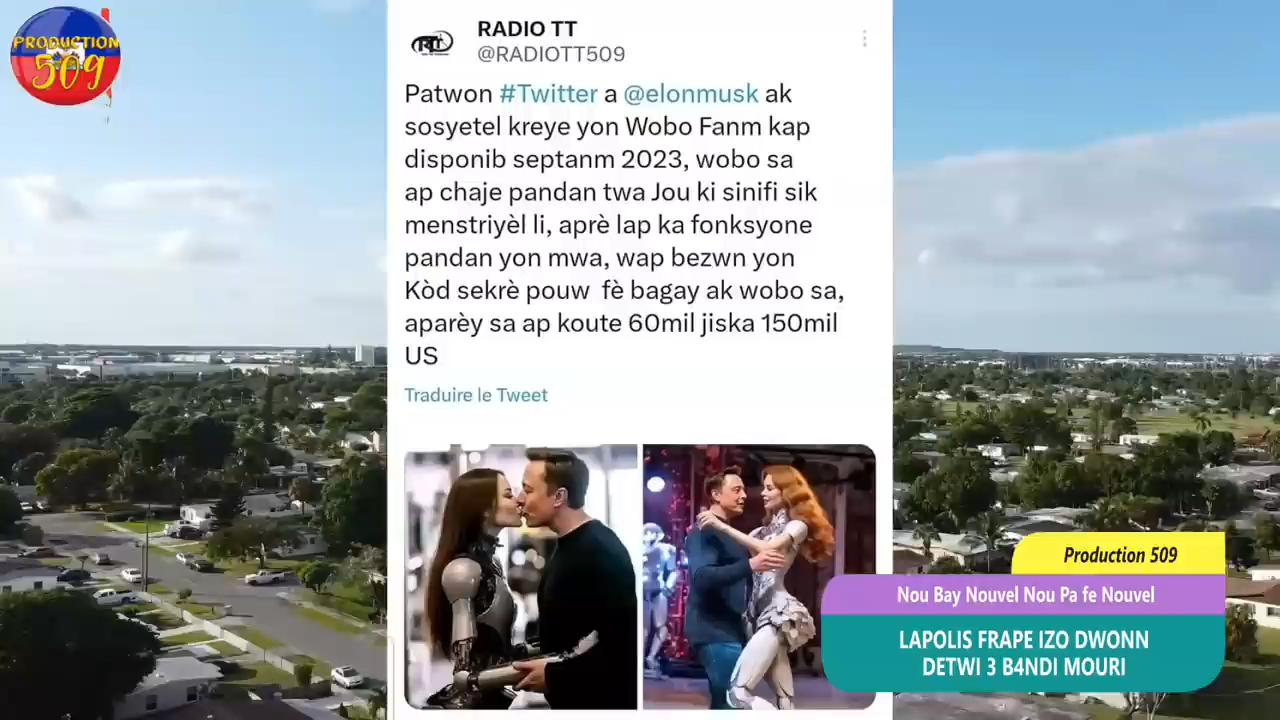 PRODUCTION
509
RADIO TT
@RADIOTT509
Patwon #Twitter a @elonmusk ak
sosyetel kreye yon Wobo Fanm kap
disponib septanm 2023, wobo sa
ap chaje pandan twa Jou ki sinifi sik
menstriyèl li, aprè lap ka fonksyone
pandan yon mwa, wap bezwn yon
Kòd sekrè pouw  fè bagay ak wobo sa,
aparèy sa ap koute 60mil jiska 150mil
US
Traduire le Tweet
Production 509
Nou Bay Nouvel Nou Pa fe Nouvel
LAPOLIS FRAPE IZO DWONN
DETWI 3 B4NDI MOURI